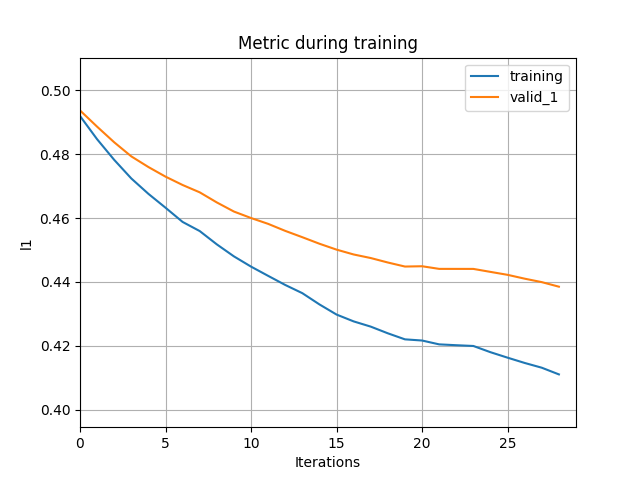 Metric during training
training
valid_1
0.50
0.48
0.46
0.44
0.42
0.40
l1
0 5 10 15 20 25
Iterations